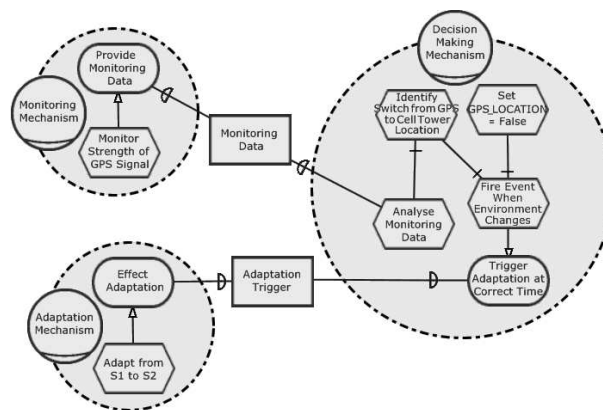 Provide
Monitoring
Data
Monitoring
Mechanism
Monitor
Strength of
GPS Signal
Monitoring
Data
Decision
Making
Mechanism
Identify
Switch from GPS
to Cell Tower
Location
Set
GPS_LOCATION
= False
Analyse
Monitoring
Data
Fire Event
When
Environment
Changes
Effect
Adaptation
Adaptation
Trigger
Trigger
Adaptation at
Correct Time
Adaptation
Mechanism
Adapt from
S1 to S2